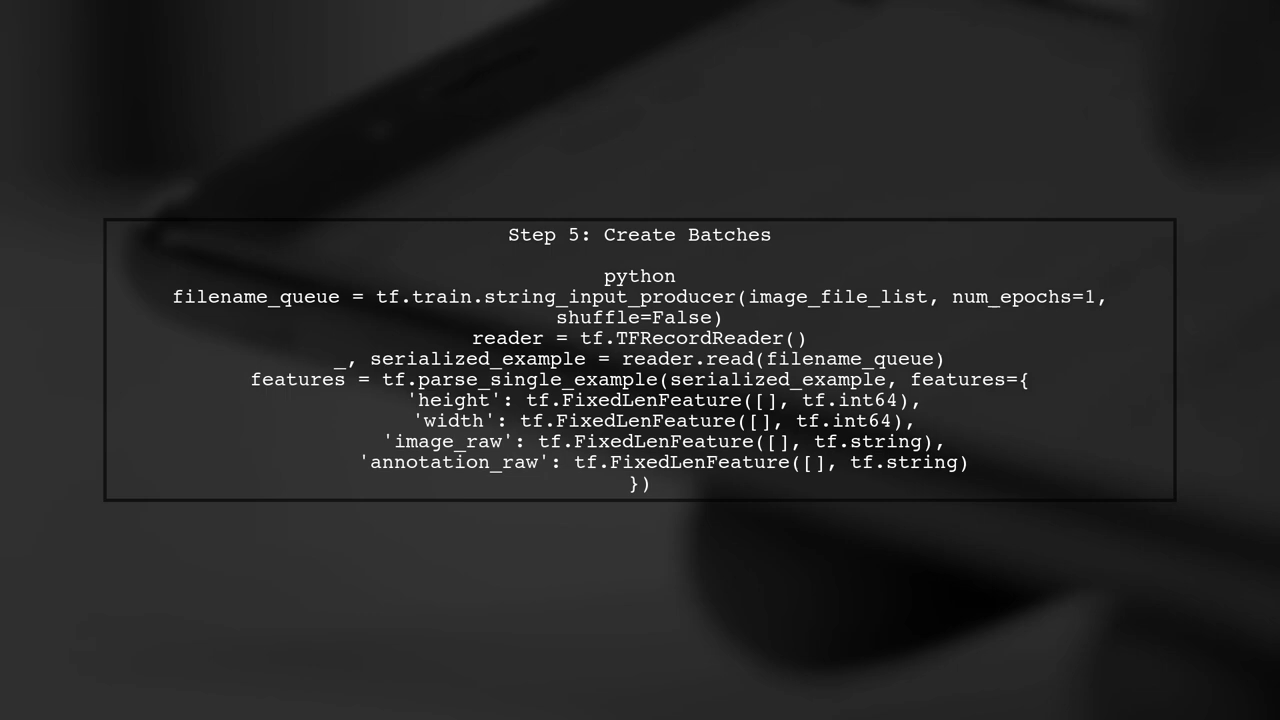 Step 5: Create Batches
python
filename_queue = tf.train.string_input_producer(image_file_list, num_epochs=1,
shuffle=False)
reader = tf.TFRecordReader()
_, serialized_example = reader.read(filename_queue)
features = tf.parse_single_example(serialized_example, features={
'height': tf.FixedLenFeature([], tf.int64),
'width': tf.FixedLenFeature([], tf.int64),
'image_raw': tf.FixedLenFeature([], tf.string),
'annotation_raw': tf.FixedLenFeature([], tf.string)
})